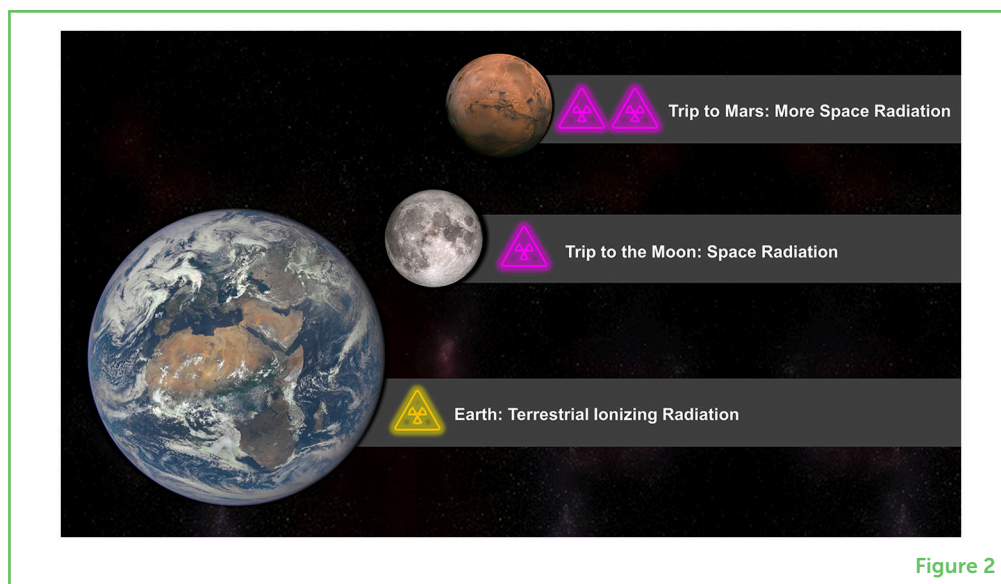 Trip to Mars: More Space Radiation
Trip to the Moon: Space Radiation
Earth: Terrestrial Ionizing Radiation
Figure 2